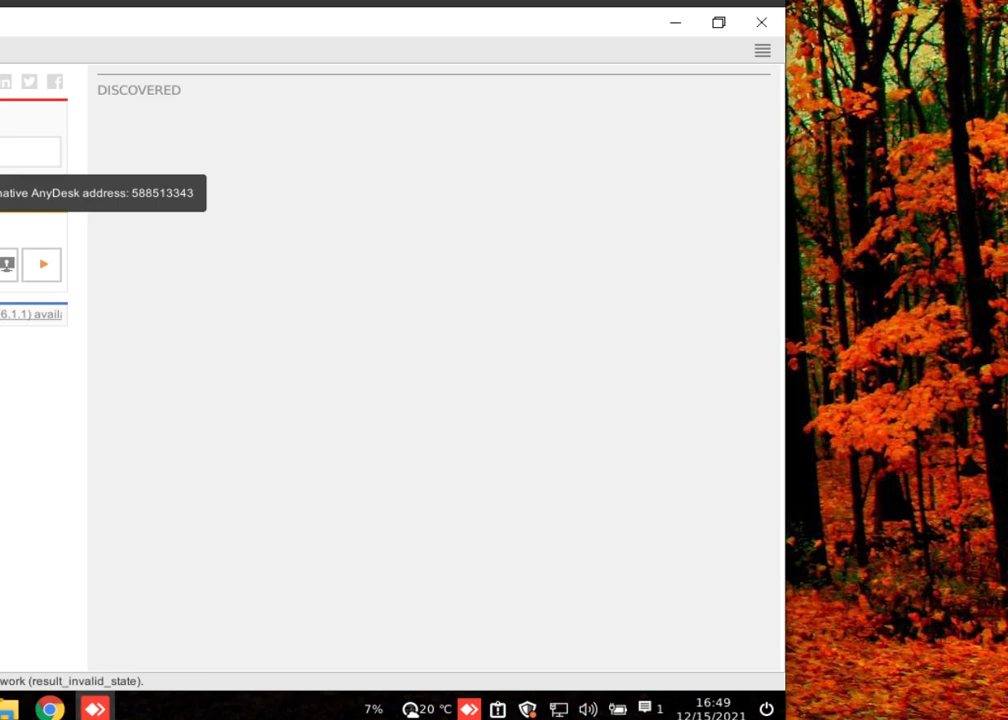 in
DISCOVERED
native AnyDesk address: 588513343
6.1.1) avail
work (result_invalid_state).
7%
20 °C
1
16:49
12/15/2021